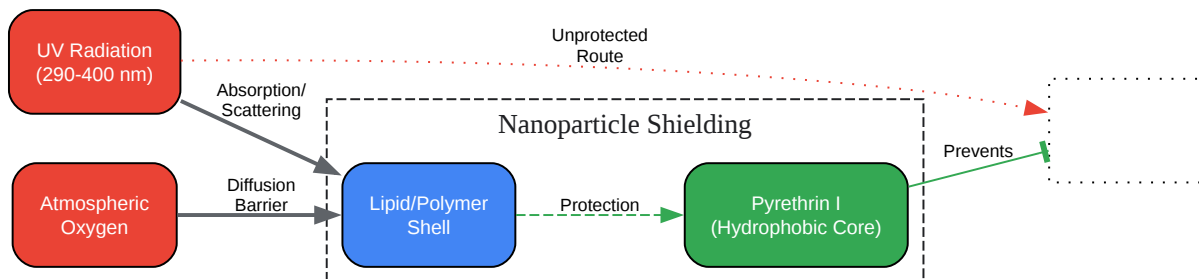 UV Radiation
(290-400 nm)
Unprotected
Route
Absorption/
Scattering
Nanoparticle Shielding
Atmospheric
Oxygen
Diffusion
Barrier
Lipid/Polymer
Shell
Protection
Pyrethrin I
(Hydrophobic Core)
Prevents